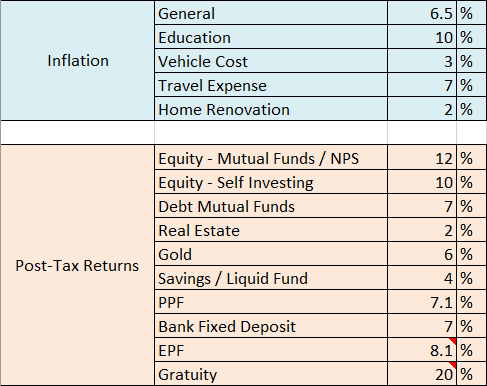 Inflation
General 6.5 %
Education 10 %
Vehicle Cost 3 %
Travel Expense 7 %
Home Renovation 2 %
Post-Tax Returns
Equity - Mutual Funds / NPS 12 %
Equity - Self Investing 10 %
Debt Mutual Funds 7 %
Real Estate 2 %
Gold 6 %
Savings / Liquid Fund 4 %
PPF 7.1 %
Bank Fixed Deposit 7 %
EPF 8.1 %
Gratuity 20 %